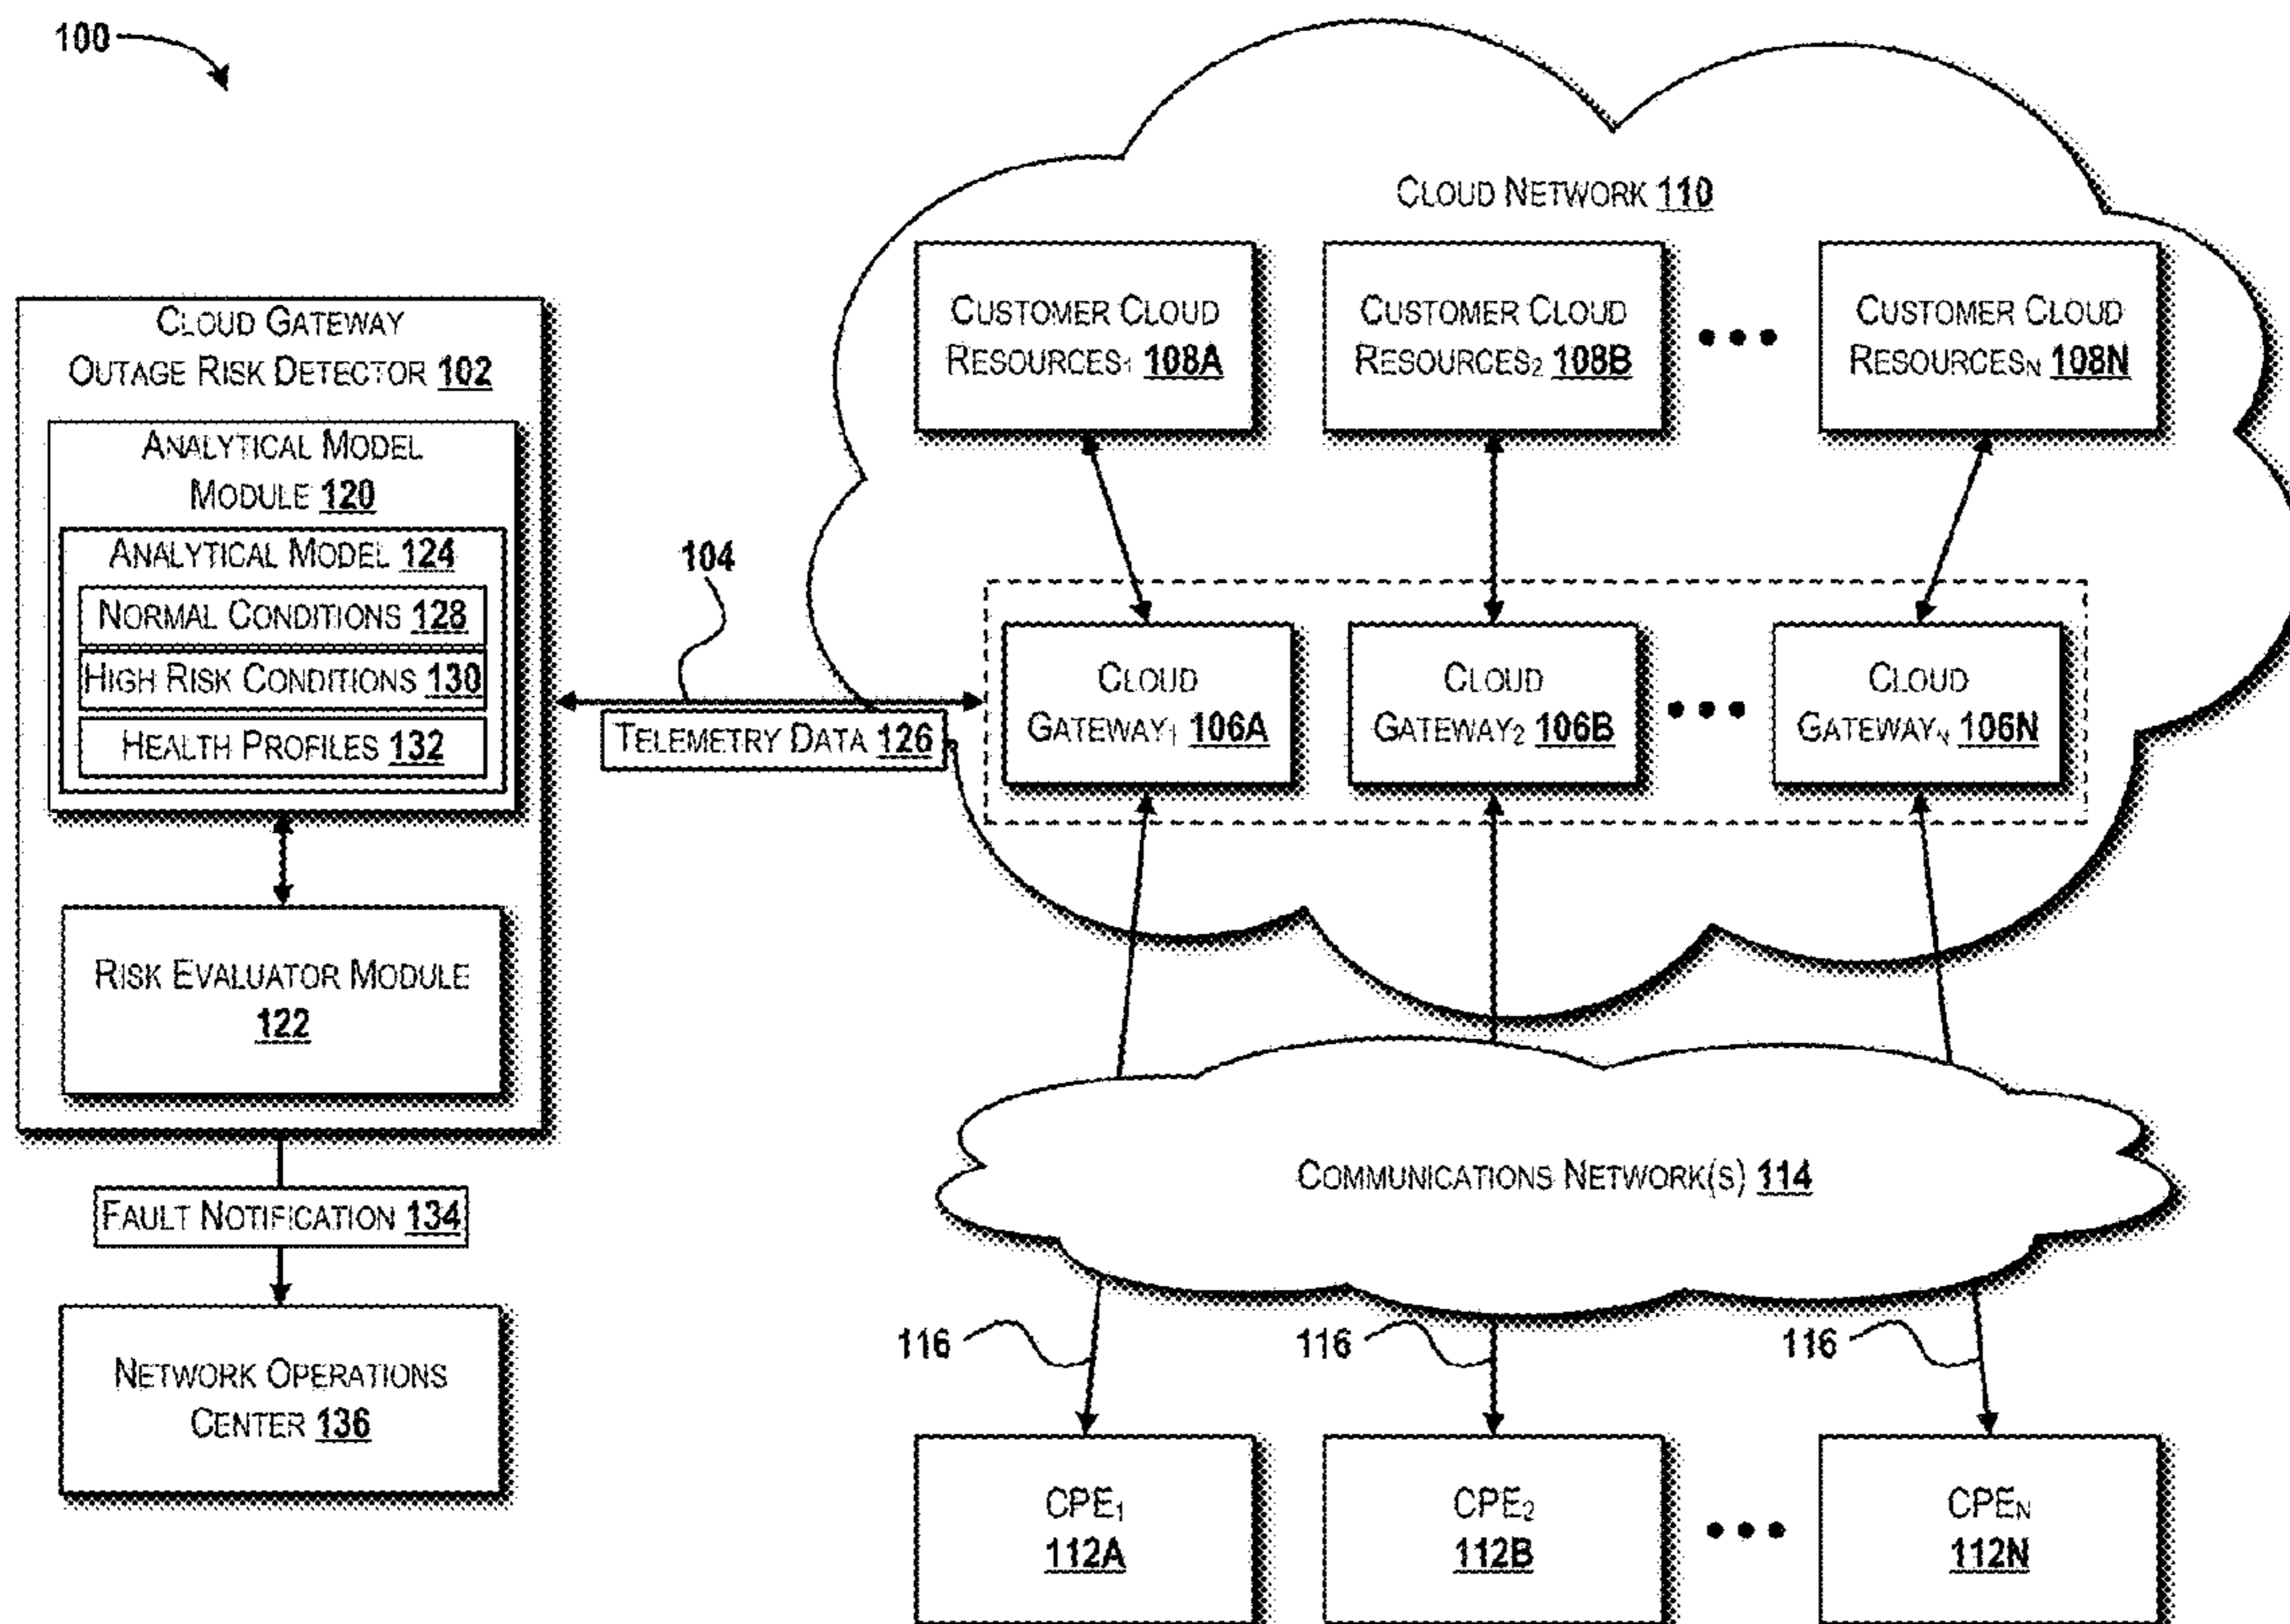 100
CLOUD NETWORK 110
CUSTOMER CLOUD
RESOURCES₁ 108A
CUSTOMER CLOUD
RESOURCES₂ 108B
CUSTOMER CLOUD
RESOURCESN 108N
CLOUD GATEWAY
OUTAGE RISK DETECTOR 102
ANALYTICAL MODEL
MODULE 120
ANALYTICAL MODEL 124
NORMAL CONDITIONS 128
HIGH RISK CONDITIONS 130
HEALTH PROFILES 132
104
TELEMETRY DATA 126
CLOUD
GATEWAY₁ 106A
CLOUD
GATEWAY₂ 106B
CLOUD
GATEWAYN 106N
RISK EVALUATOR MODULE
122
COMMUNICATIONS NETWORK(S) 114
FAULT NOTIFICATION 134
NETWORK OPERATIONS
CENTER 136
116
116
116
CPE₁
112A
CPE₂
112B
CPEN
112N